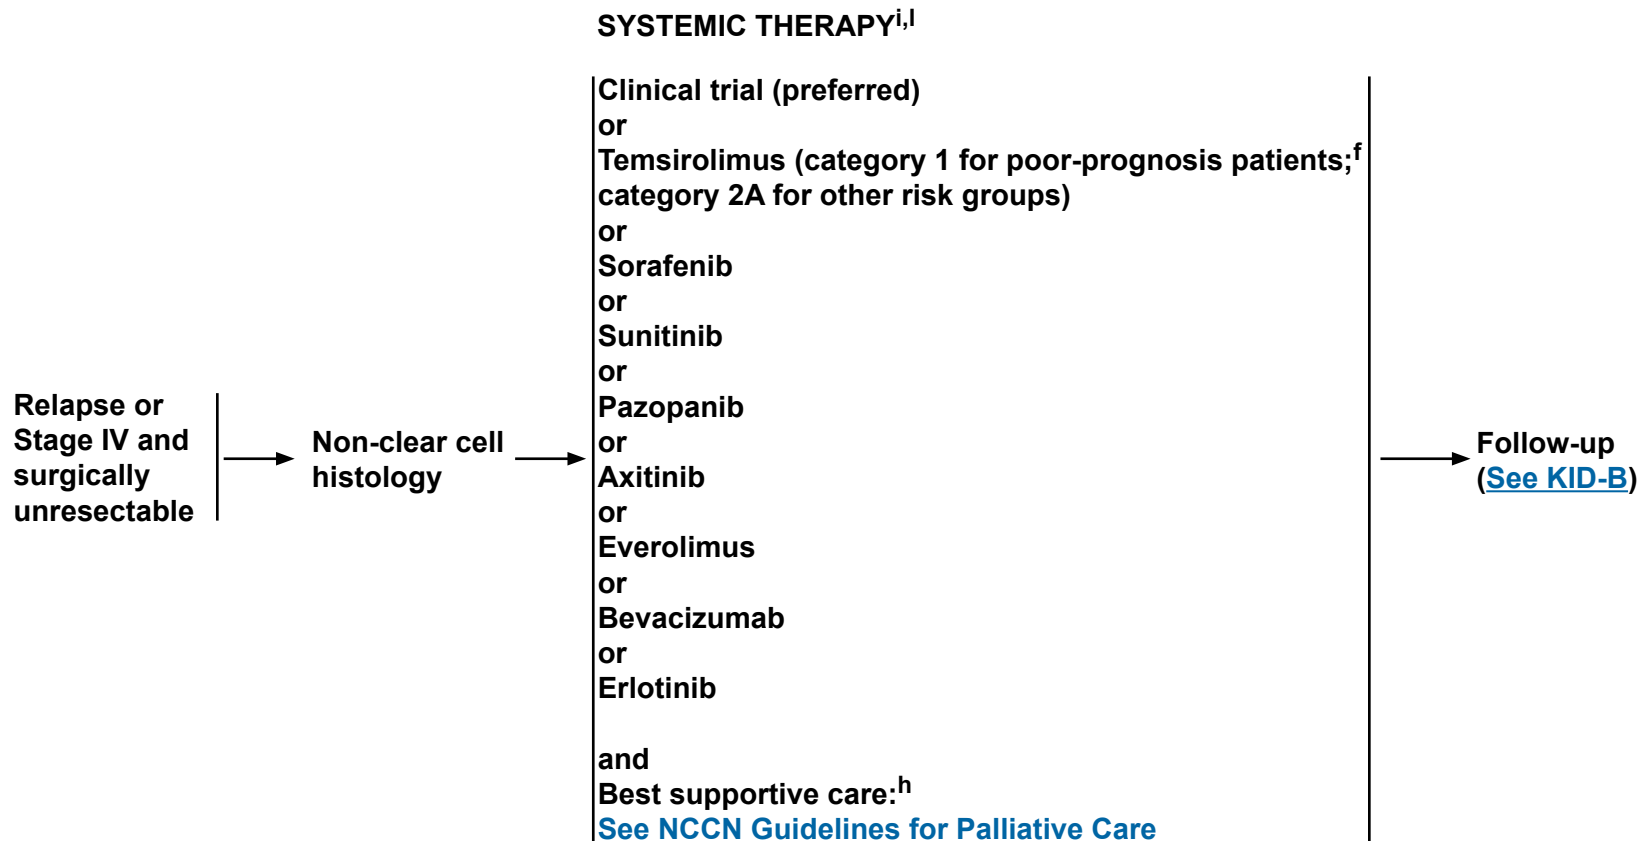 SYSTEMIC THERAPYi,l
Relapse or
Stage IV and
surgically
unresectable
Non-clear cell
histology
Clinical trial (preferred)
or
Temsirolimus (category 1 for poor-prognosis patients;f
category 2A for other risk groups)
or
Sorafenib
or
Sunitinib
or
Pazopanib
or
Axitinib
or
Everolimus
or
Bevacizumab
or
Erlotinib
and
Best supportive care:h
See NCCN Guidelines for Palliative Care
Follow-up
(See KID-B)